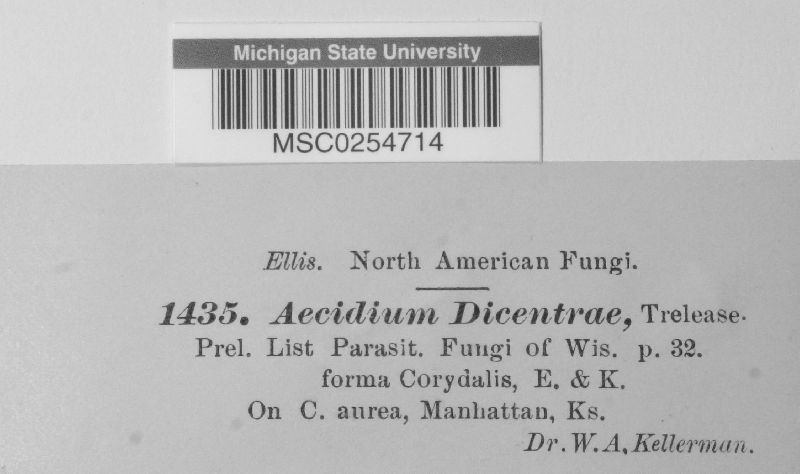 Michigan State University
MSC0254714
Ellis. North American Fungi.
1435. Aecidium Dicentrae, Trelease.
Prel. List Parasit. Fungi of Wis. p. 32.
forma Corydalis, E. & K.
On C. aurea, Manhattan, Ks.
Dr. W. A. Kellerman.